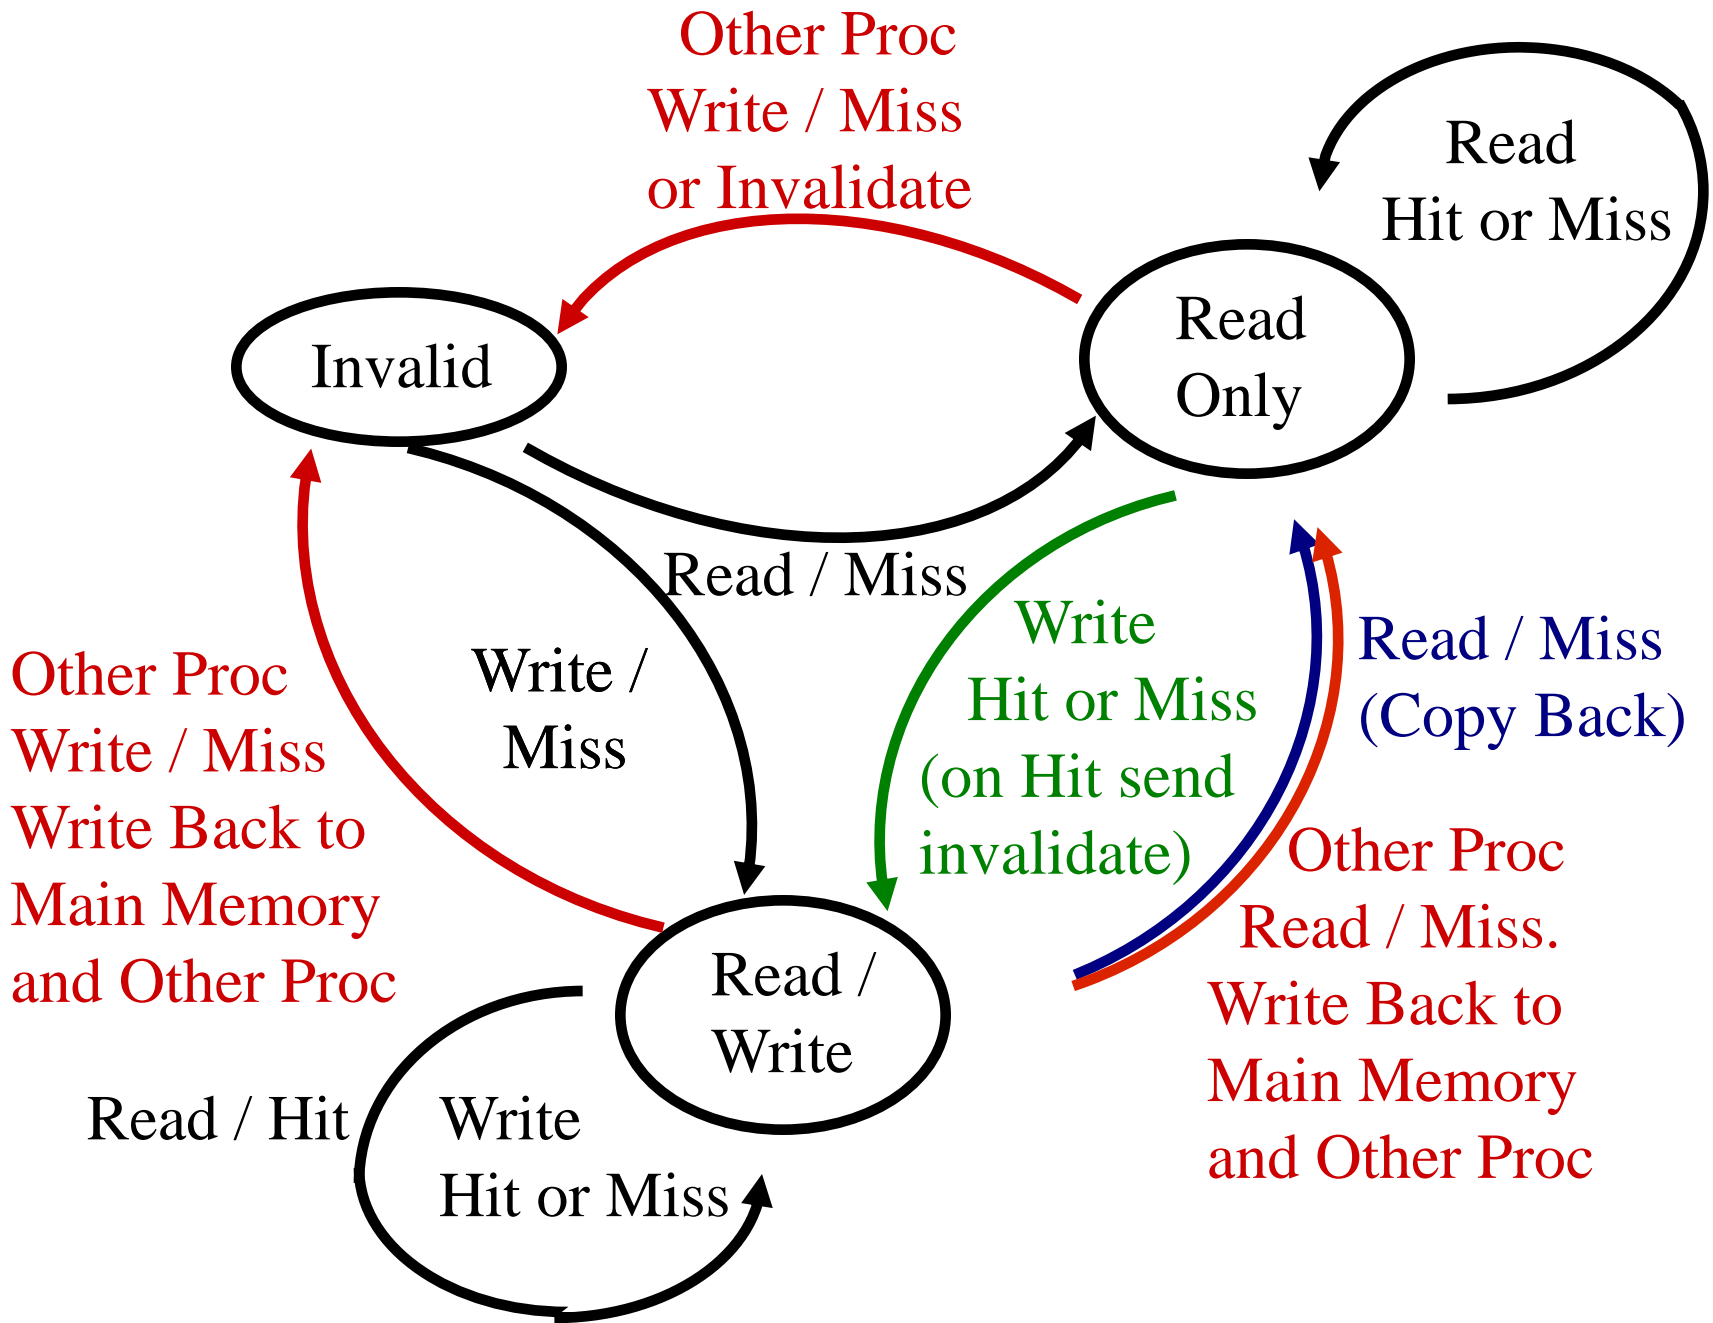 Other Proc
Write / Miss
or Invalidate
Read
Hit or Miss
Invalid
Read
Only
Read / Miss
Write /
Miss
Write
Hit or Miss
(on Hit send
invalidate)
Read / Miss
(Copy Back)
Other Proc
Write / Miss
Write Back to
Main Memory
and Other Proc
Other Proc
Read / Miss.
Write Back to
Main Memory
and Other Proc
Read /
Write
Read / Hit
Write
Hit or Miss